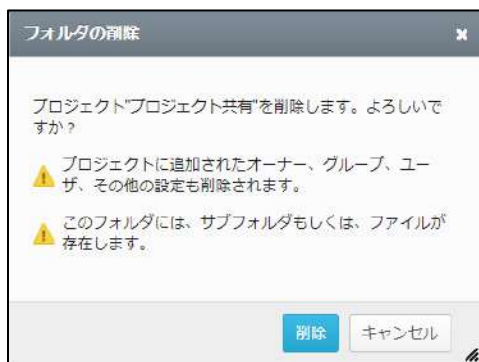 フォルダの削除
プロジェクト"プロジェクト共有"を削除します。よろしいで
すか?
プロジェクトに追加されたオーナー、グループ、ユー
ザ、その他の設定も削除されます。
このフォルダには、サブフォルダもしくは、ファイルが
存在します。
削除 キャンセル